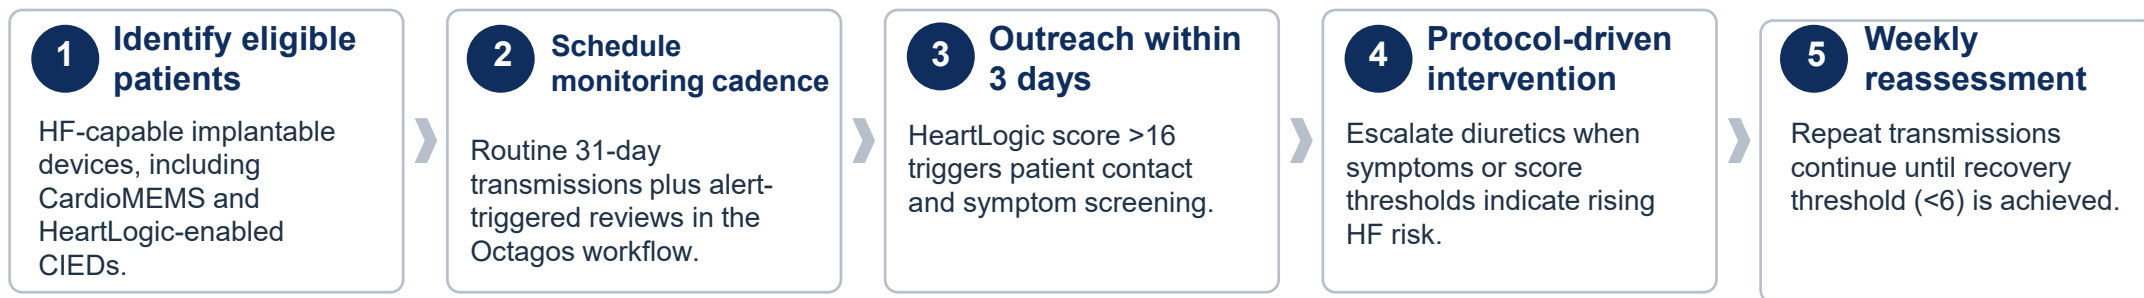 1
Identify eligible
patients
HF-capable implantable
devices, including
CardioMEMS and
HeartLogic-enabled
CIEDs.
2
Schedule
monitoring cadence
Routine 31-day
transmissions plus alert-
triggered reviews in the
Octagos workflow.
3
Outreach within
3 days
HeartLogic score >16
triggers patient contact
and symptom screening.
4
Protocol-driven
intervention
Escalate diuretics when
symptoms or score
thresholds indicate rising
HF risk.
5
Weekly
reassessment
Repeat transmissions
continue until recovery
threshold (<6) is achieved.